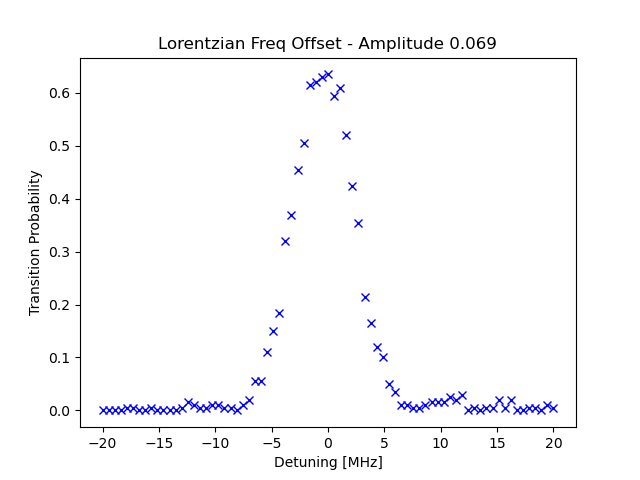 Lorentzian Freq Offset - Amplitude 0.069
0.6
0.5
0.4
0.3
0.2
0.1
0.0
Transition Probability
−20 −15 −10 −5 0 5 10 15 20
Detuning [MHz]